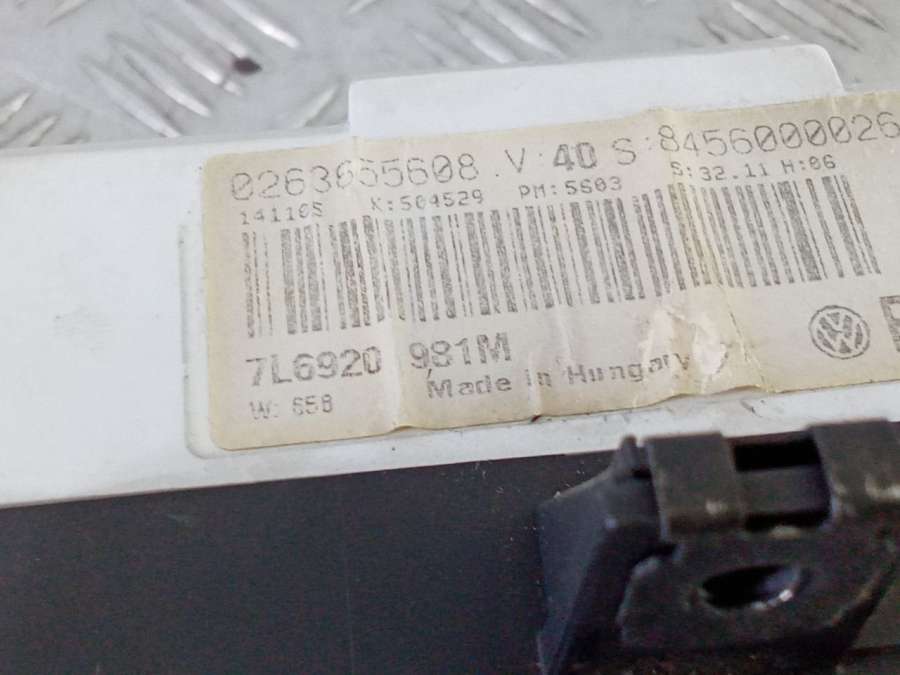 0263655608 V:40 S:8456000026
141105 K:504529 PM:5603 S:32.11 H:06
7L6920 981M
W: 658 Made in Hungary